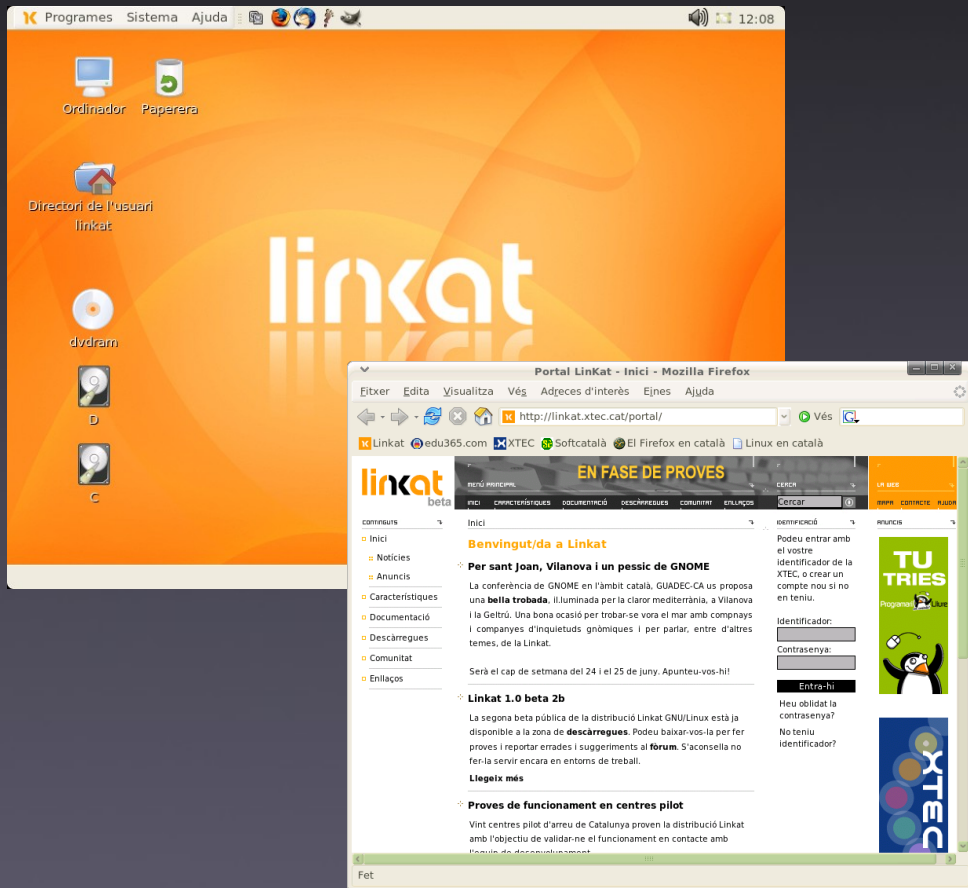 Programes Sistema Ajuda 12:08
Ordinador Paperera
Directori de l'usuari
linkat
dvdram
D
C
linkat
Portal LinKat - Inici - Mozilla Firefox
Fitxer Edita Visualitza Vés Adreces d'interès Eines Ajuda
http://linkat.xtec.cat/portal/ Vés G
Linkat edu365.com XTEC Softcatalà El Firefox en català Linux en català
linkat
beta
EN FASE DE PROVES
MENÚ PRINCIPAL
INICI CARACTERÍSTIQUES DOCUMENTACIÓ DESCÀRREGUES COMUNITAT ENLLAÇOS
CERCA
Cercar
LA WEB
MAPA CONTACTE AJUDA
CONTINGUTS
Inici
Notícies
Anuncis
Característiques
Documentació
Descàrregues
Comunitat
Enllaços
Inici
Benvingut/da a Linkat
Per sant Joan, Vilanova i un pessic de GNOME
La conferència de GNOME en l'àmbit català, GUADEC-CA us proposa
una bella trobada, il.luminada per la claror mediterrània, a Vilanova
i la Geltrú. Una bona ocasió per trobar-se vora el mar amb compnays
i companyes d'inquietuds gnòmiques i per parlar, entre d'altres
temes, de la Linkat.
Serà el cap de setmana del 24 i el 25 de juny. Apunteu-vos-hi!
Linkat 1.0 beta 2b
La segona beta pública de la distribució Linkat GNU/Linux està ja
disponible a la zona de descàrregues. Podeu baixar-vos-la per fer
proves i reportar errades i suggeriments al fòrum. S'aconsella no
fer-la servir encara en entorns de treball.
Llegeix més
Proves de funcionament en centres pilot
Vint centres pilot d'arreu de Catalunya proven la distribució Linkat
amb l'objectiu de validar-ne el funcionament en contacte amb
l'equip de desenvolupament.
IDENTIFICACIÓ
Podeu entrar amb
el vostre
identificador de la
XTEC, o crear un
compte nou si no
en teniu.
Identificador:
Contrasenya:
Entra-hi
Heu oblidat la
contrasenya?
No teniu
identificador?
ANUNCIS
TU
TRIES
Programari Lliure
XTEC
Fet